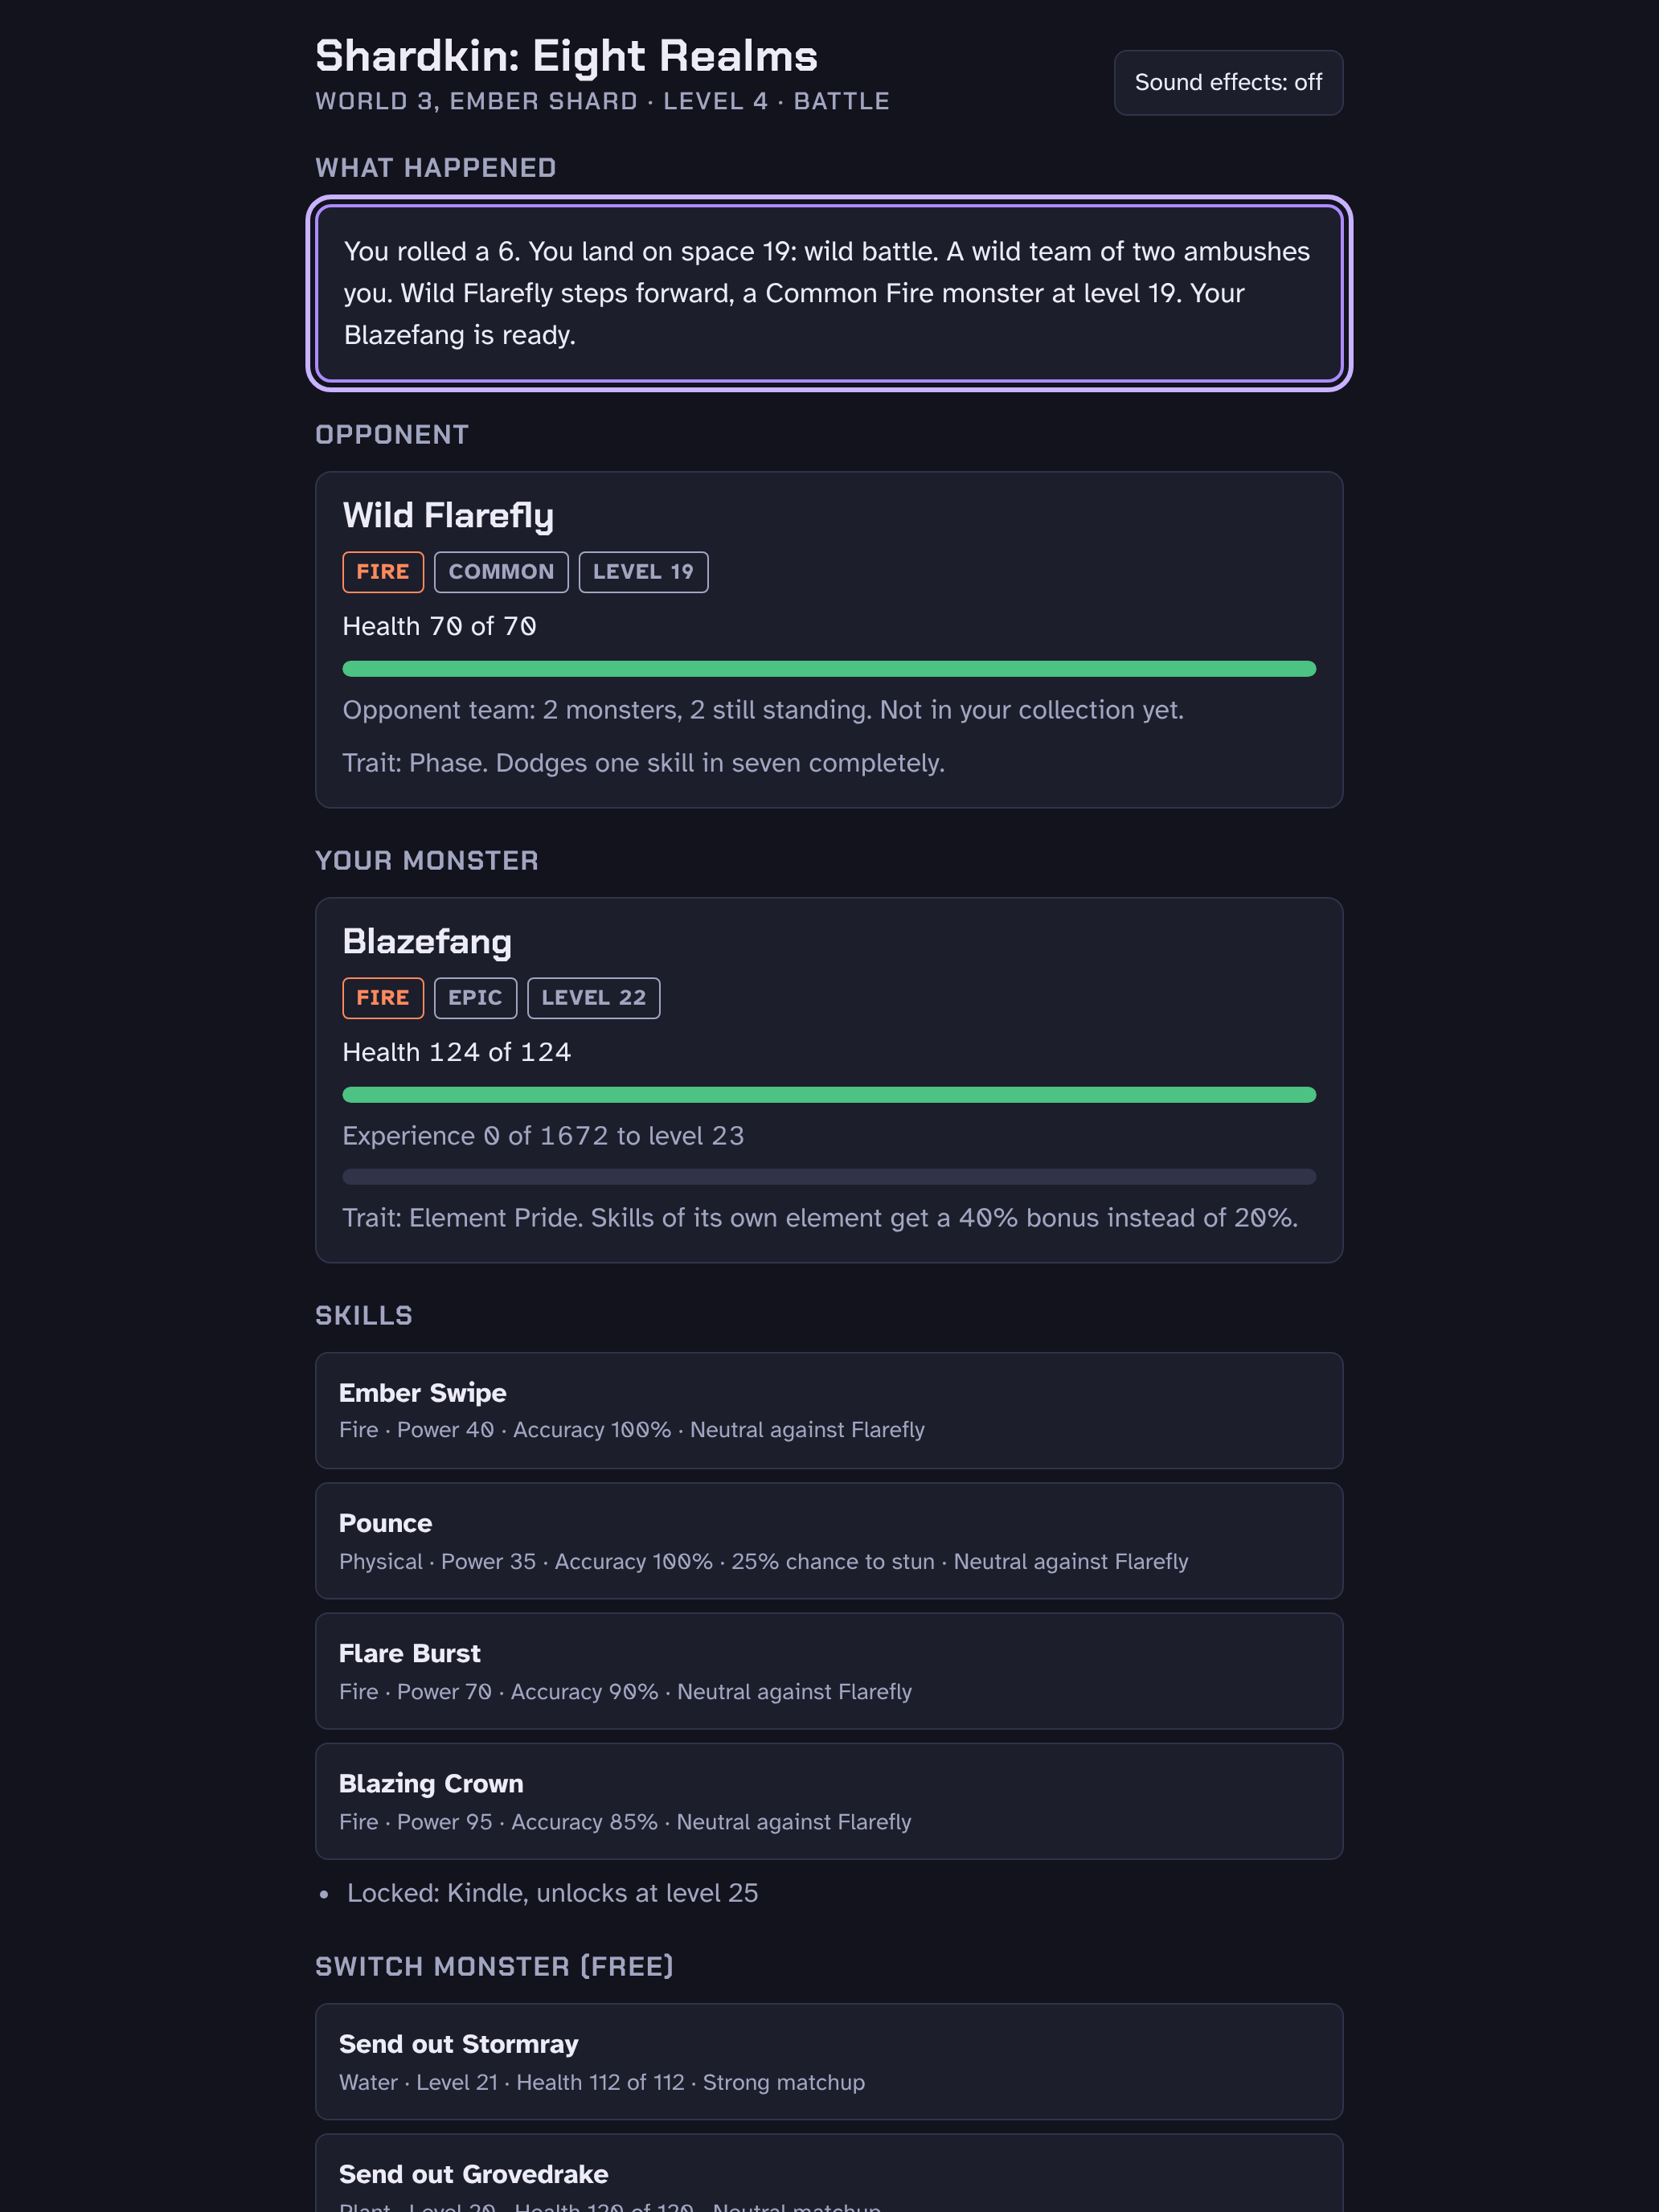 Shardkin: Eight Realms
WORLD 3, EMBER SHARD · LEVEL 4 · BATTLE
Sound effects: off
WHAT HAPPENED
You rolled a 6. You land on space 19: wild battle. A wild team of two ambushes
you. Wild Flarefly steps forward, a Common Fire monster at level 19. Your
Blazefang is ready.
OPPONENT
Wild Flarefly
FIRE COMMON LEVEL 19
Health 70 of 70
Opponent team: 2 monsters, 2 still standing. Not in your collection yet.
Trait: Phase. Dodges one skill in seven completely.
YOUR MONSTER
Blazefang
FIRE EPIC LEVEL 22
Health 124 of 124
Experience 0 of 1672 to level 23
Trait: Element Pride. Skills of its own element get a 40% bonus instead of 20%.
SKILLS
Ember Swipe
Fire · Power 40 · Accuracy 100% · Neutral against Flarefly
Pounce
Physical · Power 35 · Accuracy 100% · 25% chance to stun · Neutral against Flarefly
Flare Burst
Fire · Power 70 · Accuracy 90% · Neutral against Flarefly
Blazing Crown
Fire · Power 95 · Accuracy 85% · Neutral against Flarefly
• Locked: Kindle, unlocks at level 25
SWITCH MONSTER (FREE)
Send out Stormray
Water · Level 21 · Health 112 of 112 · Strong matchup
Send out Grovedrake
Plant · Level 20 · Health 120 of 120 · Neutral matchup